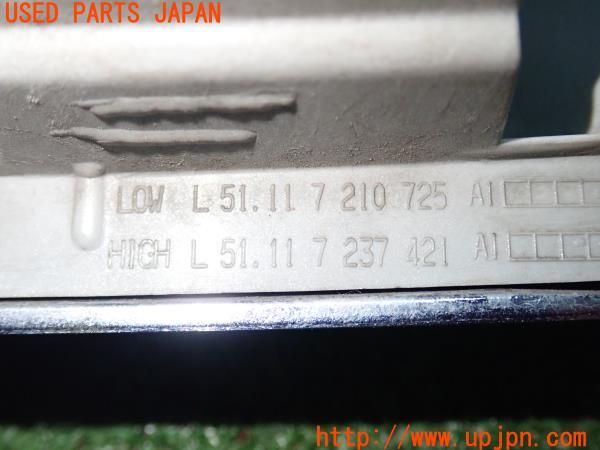 USED PARTS JAPAN
LOW L 51.11 7 210 725 A1
HIGH L 51.11 7 237 421 A1
http://www.upjpn.com/